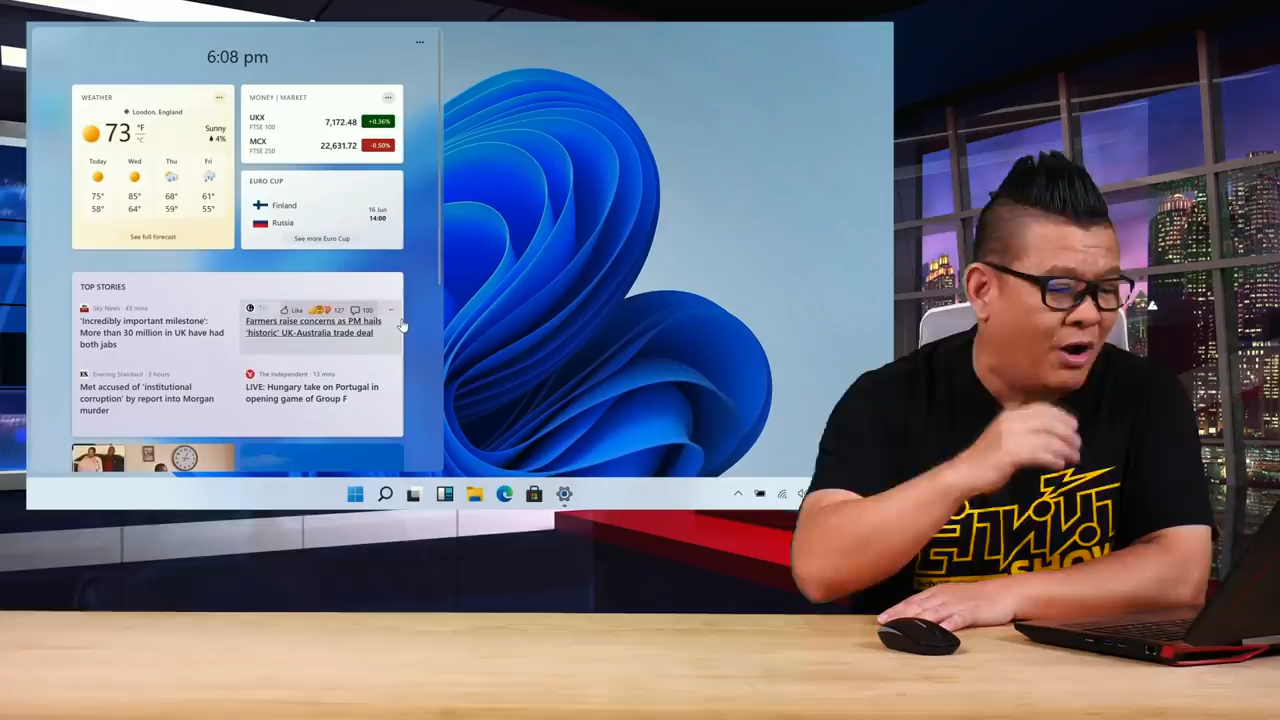 6:08 pm
WEATHER
London, England
73 °F
°C
Sunny
4%
Today Wed Thu Fri
75° 85° 68° 61°
58° 64° 59° 55°
See full forecast
MONEY | MARKET
UKX
FTSE 100
7,172.48 +0.36%
MCX
FTSE 250
22,631.72 -0.50%
EURO CUP
Finland
Russia
16 Jun
14:00
See more Euro Cup
TOP STORIES
Sky News · 43 mins
'Incredibly important milestone':
More than 30 million in UK have had
both jabs
Like 127 100
Farmers raise concerns as PM hails
'historic' UK-Australia trade deal
ES Evening Standard · 3 hours
Met accused of 'institutional
corruption' by report into Morgan
murder
The Independent · 13 mins
LIVE: Hungary take on Portugal in
opening game of Group F
SHOW